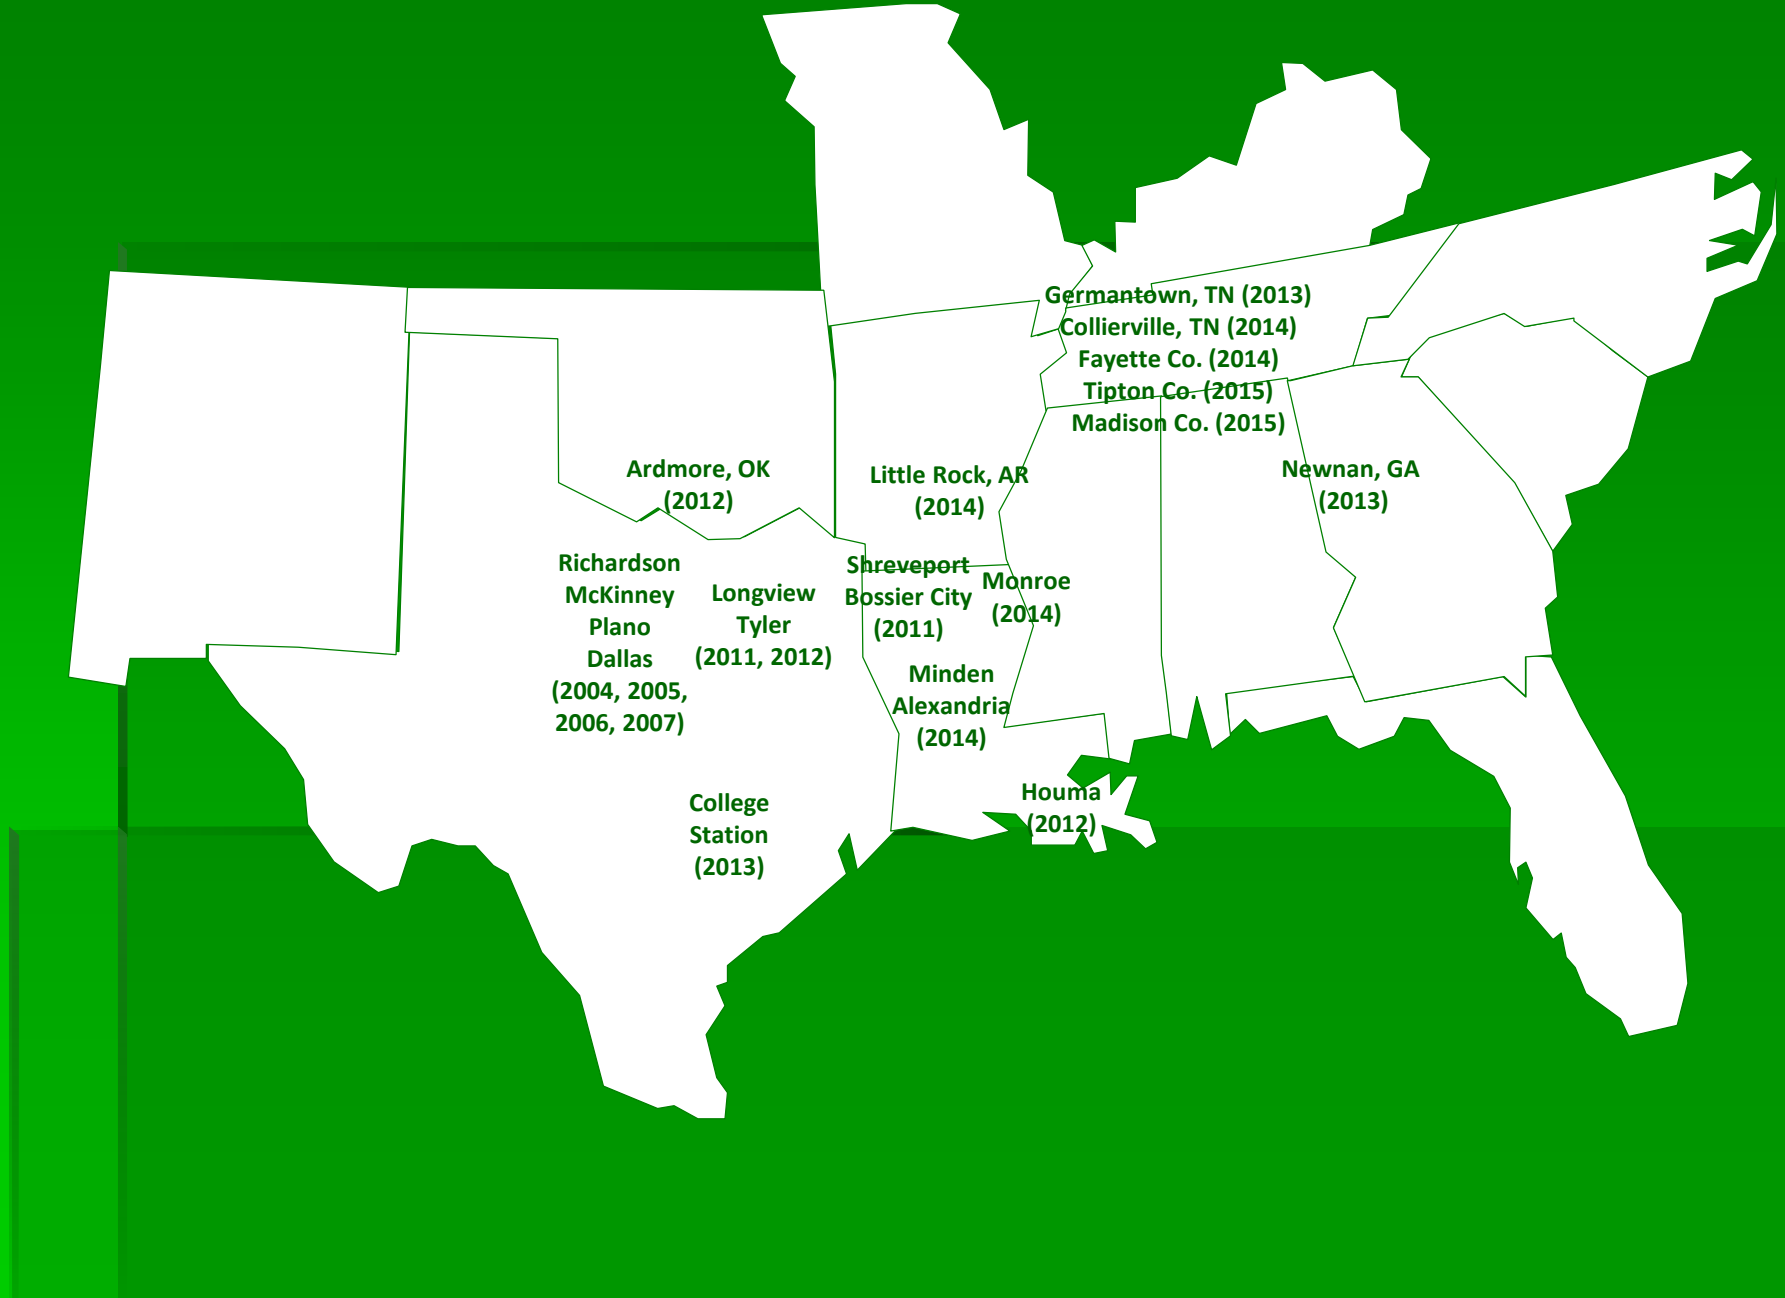 Germantown, TN (2013)
Collierville, TN (2014)
Fayette Co. (2014)
Tipton Co. (2015)
Madison Co. (2015)
Ardmore, OK
(2012)
Little Rock, AR
(2014)
Newnan, GA
(2013)
Richardson
McKinney
Plano
Dallas
(2004, 2005,
2006, 2007)
Longview
Tyler
(2011, 2012)
Shreveport
Bossier City
(2011)
Monroe
(2014)
Minden
Alexandria
(2014)
College
Station
(2013)
Houma
(2012)